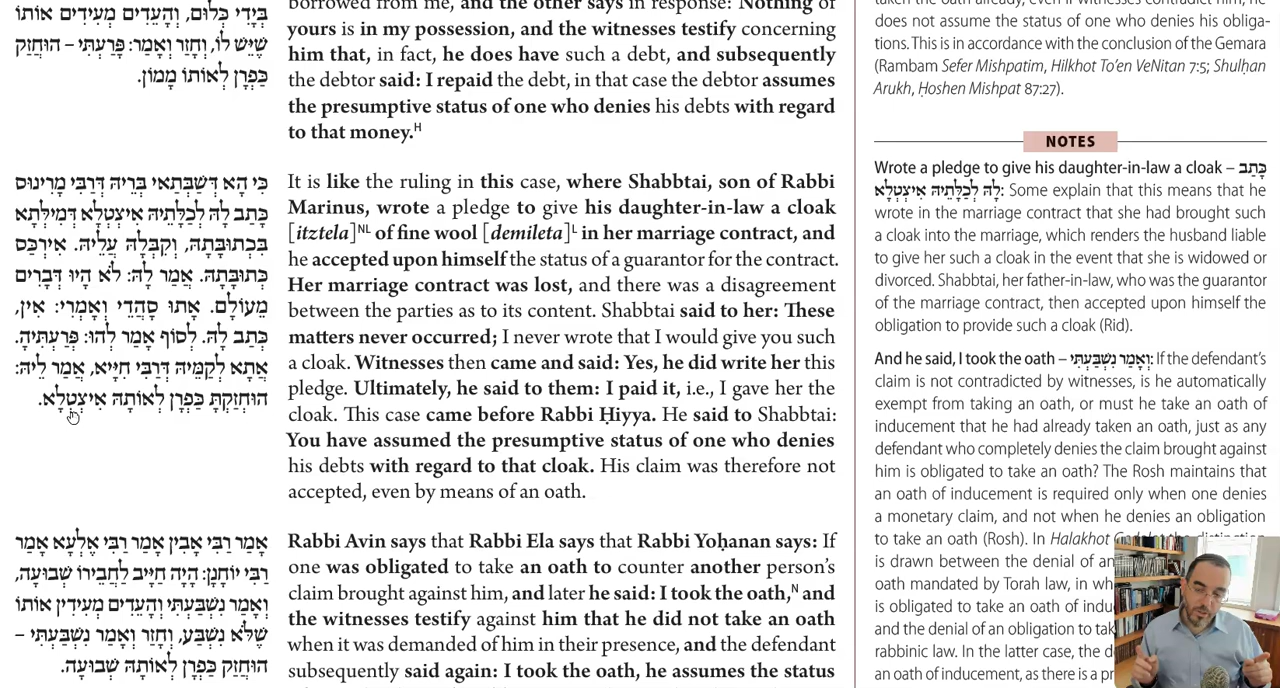 בְּיָדִי כְּלוּם, וְהָעֵדִים מְעִידִים אוֹתוֹ
שֶׁיֵּשׁ לוֹ, וְחָזַר וְאָמַר: פָּרַעְתִּי – הוּחְזַק
כַּפְרָן לְאוֹתוֹ מָמוֹן.
כִּי הָא דְּשַׁבְּתַאי בְּרֵיהּ דְּרַבִּי מָרִינוּס
כָּתַב לַהּ לְכַלָּתֵיהּ אִיצְטְלָא דְּמֵילָתָא
בִּכְתוּבָּתָהּ, וְקַבְּלַהּ עֲלֵיהּ. אִירְכַס
כְּתוּבָּתַהּ. אֲמַר לַהּ: לֹא הָיוּ דְּבָרִים
מֵעוֹלָם. אֲתוֹ סָהֲדֵי וְאָמְרִי: אִין,
כְּתַב לַהּ. לְסוֹף אֲמַר לְהוּ: פְּרַעְתִּיהָ.
אֲתָא לְקַמֵּיהּ דְּרַבִּי חִיָּיא, אֲמַר לֵיהּ:
הוּחְזַקְתָּ כַּפְרָן לְאוֹתָהּ אִיצְטְלָא.
אָמַר רַבִּי אָבִין אָמַר רַבִּי אֶלְעָא אָמַר
רַבִּי יוֹחָנָן: הָיָה חַיָּיב לַחֲבֵירוֹ שְׁבוּעָה,
וְאָמַר נִשְׁבַּעְתִּי וְהָעֵדִים מְעִידִין אוֹתוֹ
שֶׁלֹּא נִשְׁבַּע, וְחָזַר וְאָמַר נִשְׁבַּעְתִּי –
הוּחְזַק כַּפְרָן לְאוֹתָהּ שְׁבוּעָה.
borrowed from me, and the other says in response: Nothing of
yours is in my possession, and the witnesses testify concerning
him that, in fact, he does have such a debt, and subsequently
the debtor said: I repaid the debt, in that case the debtor assumes
the presumptive status of one who denies his debts with regard
to that money.H
It is like the ruling in this case, where Shabbtai, son of Rabbi
Marinus, wrote a pledge to give his daughter-in-law a cloak
[itztela]NL of fine wool [demileta]L in her marriage contract, and
he accepted upon himself the status of a guarantor for the contract.
Her marriage contract was lost, and there was a disagreement
between the parties as to its content. Shabbtai said to her: These
matters never occurred; I never wrote that I would give you such
a cloak. Witnesses then came and said: Yes, he did write her this
pledge. Ultimately, he said to them: I paid it, i.e., I gave her the
cloak. This case came before Rabbi Ḥiyya. He said to Shabbtai:
You have assumed the presumptive status of one who denies
his debts with regard to that cloak. His claim was therefore not
accepted, even by means of an oath.
Rabbi Avin says that Rabbi Ela says that Rabbi Yoḥanan says: If
one was obligated to take an oath to counter another person's
claim brought against him, and later he said: I took the oath,N and
the witnesses testify against him that he did not take an oath
when it was demanded of him in their presence, and the defendant
subsequently said again: I took the oath, he assumes the status
taken the oath already, even if witnesses contradict him, he
does not assume the status of one who denies his obliga-
tions. This is in accordance with the conclusion of the Gemara
(Rambam Sefer Mishpatim, Hilkhot To'en VeNitan 7:5; Shulḥan
Arukh, Ḥoshen Mishpat 87:27).
NOTES
Wrote a pledge to give his daughter-in-law a cloak – כָּתַב
לַהּ לְכַלָּתֵיהּ אִיצְטְלָא: Some explain that this means that he
wrote in the marriage contract that she had brought such
a cloak into the marriage, which renders the husband liable
to give her such a cloak in the event that she is widowed or
divorced. Shabbtai, her father-in-law, who was the guarantor
of the marriage contract, then accepted upon himself the
obligation to provide such a cloak (Rid).
And he said, I took the oath – וְאָמַר נִשְׁבַּעְתִּי: If the defendant's
claim is not contradicted by witnesses, is he automatically
exempt from taking an oath, or must he take an oath of
inducement that he had already taken an oath, just as any
defendant who completely denies the claim brought against
him is obligated to take an oath? The Rosh maintains that
an oath of inducement is required only when one denies
a monetary claim, and not when he denies an obligation
to take an oath (Rosh). In Halakhot
is drawn between the denial of an
oath mandated by Torah law, in wh
is obligated to take an oath of indu
and the denial of an obligation to tak
rabbinic law. In the latter case, the d
an oath of inducement, as there is a pr